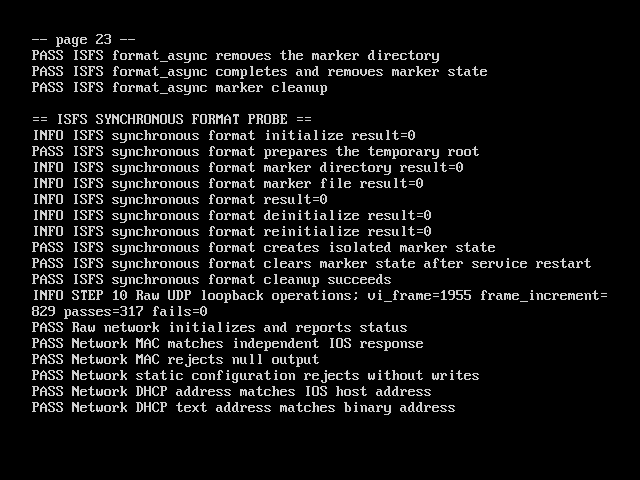 -- page 23 --
PASS ISFS format_async removes the marker directory
PASS ISFS format_async completes and removes marker state
PASS ISFS format_async marker cleanup
== ISFS SYNCHRONOUS FORMAT PROBE ==
INFO ISFS synchronous format initialize result=0
PASS ISFS synchronous format prepares the temporary root
INFO ISFS synchronous format marker directory result=0
INFO ISFS synchronous format marker file result=0
INFO ISFS synchronous format result=0
INFO ISFS synchronous format deinitialize result=0
INFO ISFS synchronous format reinitialize result=0
PASS ISFS synchronous format creates isolated marker state
PASS ISFS synchronous format clears marker state after service restart
PASS ISFS synchronous format cleanup succeeds
INFO STEP 10 Raw UDP loopback operations; vi_frame=1955 frame_increment=
829 passes=317 fails=0
PASS Raw network initializes and reports status
PASS Network MAC matches independent IOS response
PASS Network MAC rejects null output
PASS Network static configuration rejects without writes
PASS Network DHCP address matches IOS host address
PASS Network DHCP text address matches binary address